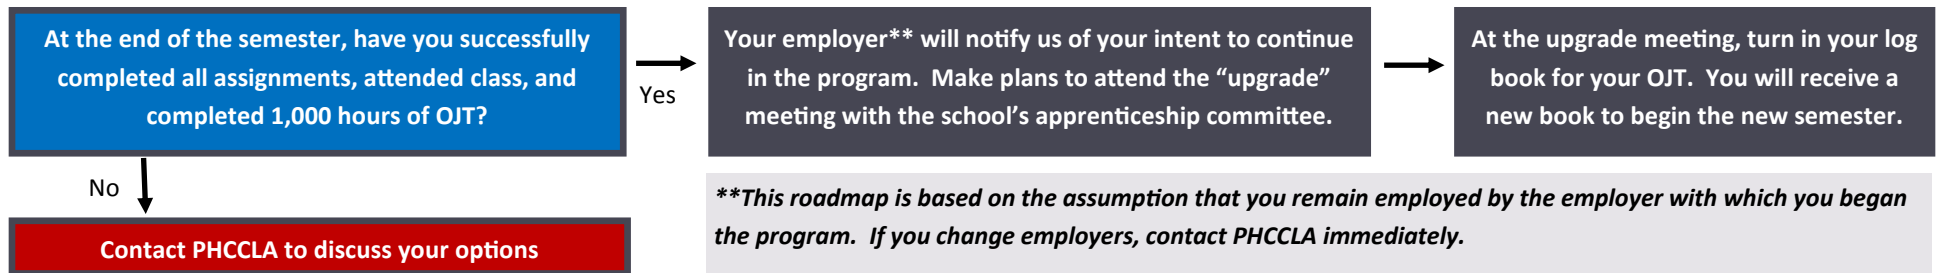 At the end of the semester, have you successfully
completed all assignments, attended class, and
completed 1,000 hours of OJT?
Yes
Your employer** will notify us of your intent to continue
in the program.  Make plans to attend the “upgrade”
meeting with the school’s apprenticeship committee.
At the upgrade meeting, turn in your log
book for your OJT.  You will receive a
new book to begin the new semester.
No
Contact PHCCLA to discuss your options
**This roadmap is based on the assumption that you remain employed by the employer with which you began
the program.  If you change employers, contact PHCCLA immediately.